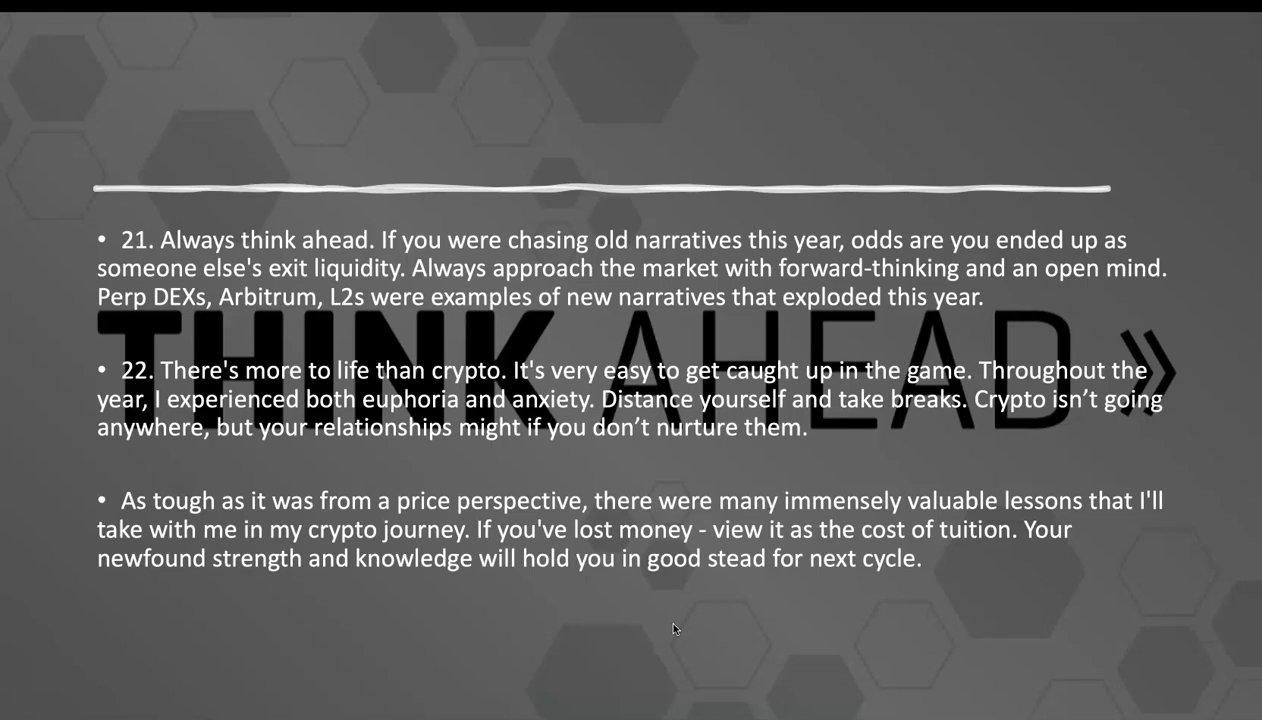 • 21. Always think ahead. If you were chasing old narratives this year, odds are you ended up as
someone else's exit liquidity. Always approach the market with forward-thinking and an open mind.
Perp DEXs, Arbitrum, L2s were examples of new narratives that exploded this year.
THINK AHEAD »
• 22. There's more to life than crypto. It's very easy to get caught up in the game. Throughout the
year, I experienced both euphoria and anxiety. Distance yourself and take breaks. Crypto isn’t going
anywhere, but your relationships might if you don’t nurture them.
• As tough as it was from a price perspective, there were many immensely valuable lessons that I'll
take with me in my crypto journey. If you've lost money - view it as the cost of tuition. Your
newfound strength and knowledge will hold you in good stead for next cycle.